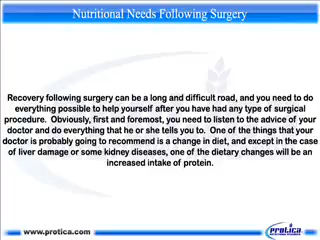 Nutritional Needs Following Surgery
Recovery following surgery can be a long and difficult road, and you need to do
everything possible to help yourself after you have had any type of surgical
procedure.  Obviously, first and foremost, you need to listen to the advice of your
doctor and do everything that he or she tells you to.  One of the things that your
doctor is probably going to recommend is a change in diet, and except in the case
of liver damage or some kidney diseases, one of the dietary changes will be an
increased intake of protein.
www.protica.com
protica